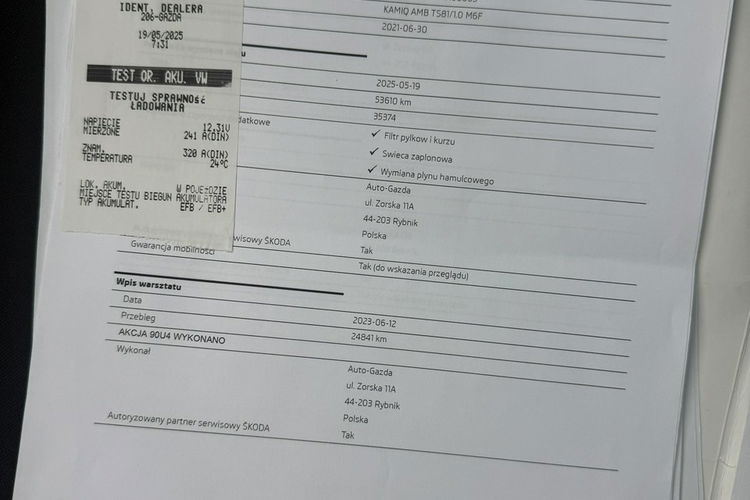 IDENT. DEALERA
206-GAZDA
19/05/2025
7:31
TEST OR. AKU. VW
TESTUJ SPRAWNOŚĆ
ŁADOWANIA
NAPIĘCIE 12.31V
MIERZONE 241 A(DIN)
ZNAM. 320 A(DIN)
TEMPERATURA 24°C
LOK. AKUM. W POJEŹDZIE
MIEJSCE TESTU BIEGUN AKUMULATORA
TYP AKUMULAT. EFB / EFB+
KAMIQ AMB TS81/1.0 M6F
2021-06-30
2025-05-19
53610 km
datkowe 35374
✓ Filtr pylkow i kurzu
✓ Swieca zaplonowa
✓ Wymiana plynu hamulcowego
Auto-Gazda
ul. Zorska 11A
44-203 Rybnik
Polska
wisowy ŠKODA Tak
Gwarancja mobilności Tak (do wskazania przeglądu)
Wpis warsztatu
Data 2023-06-12
Przebieg 24841 km
AKCJA 90U4 WYKONANO
Wykonał Auto-Gazda
ul. Zorska 11A
44-203 Rybnik
Polska
Autoryzowany partner serwisowy ŠKODA Tak